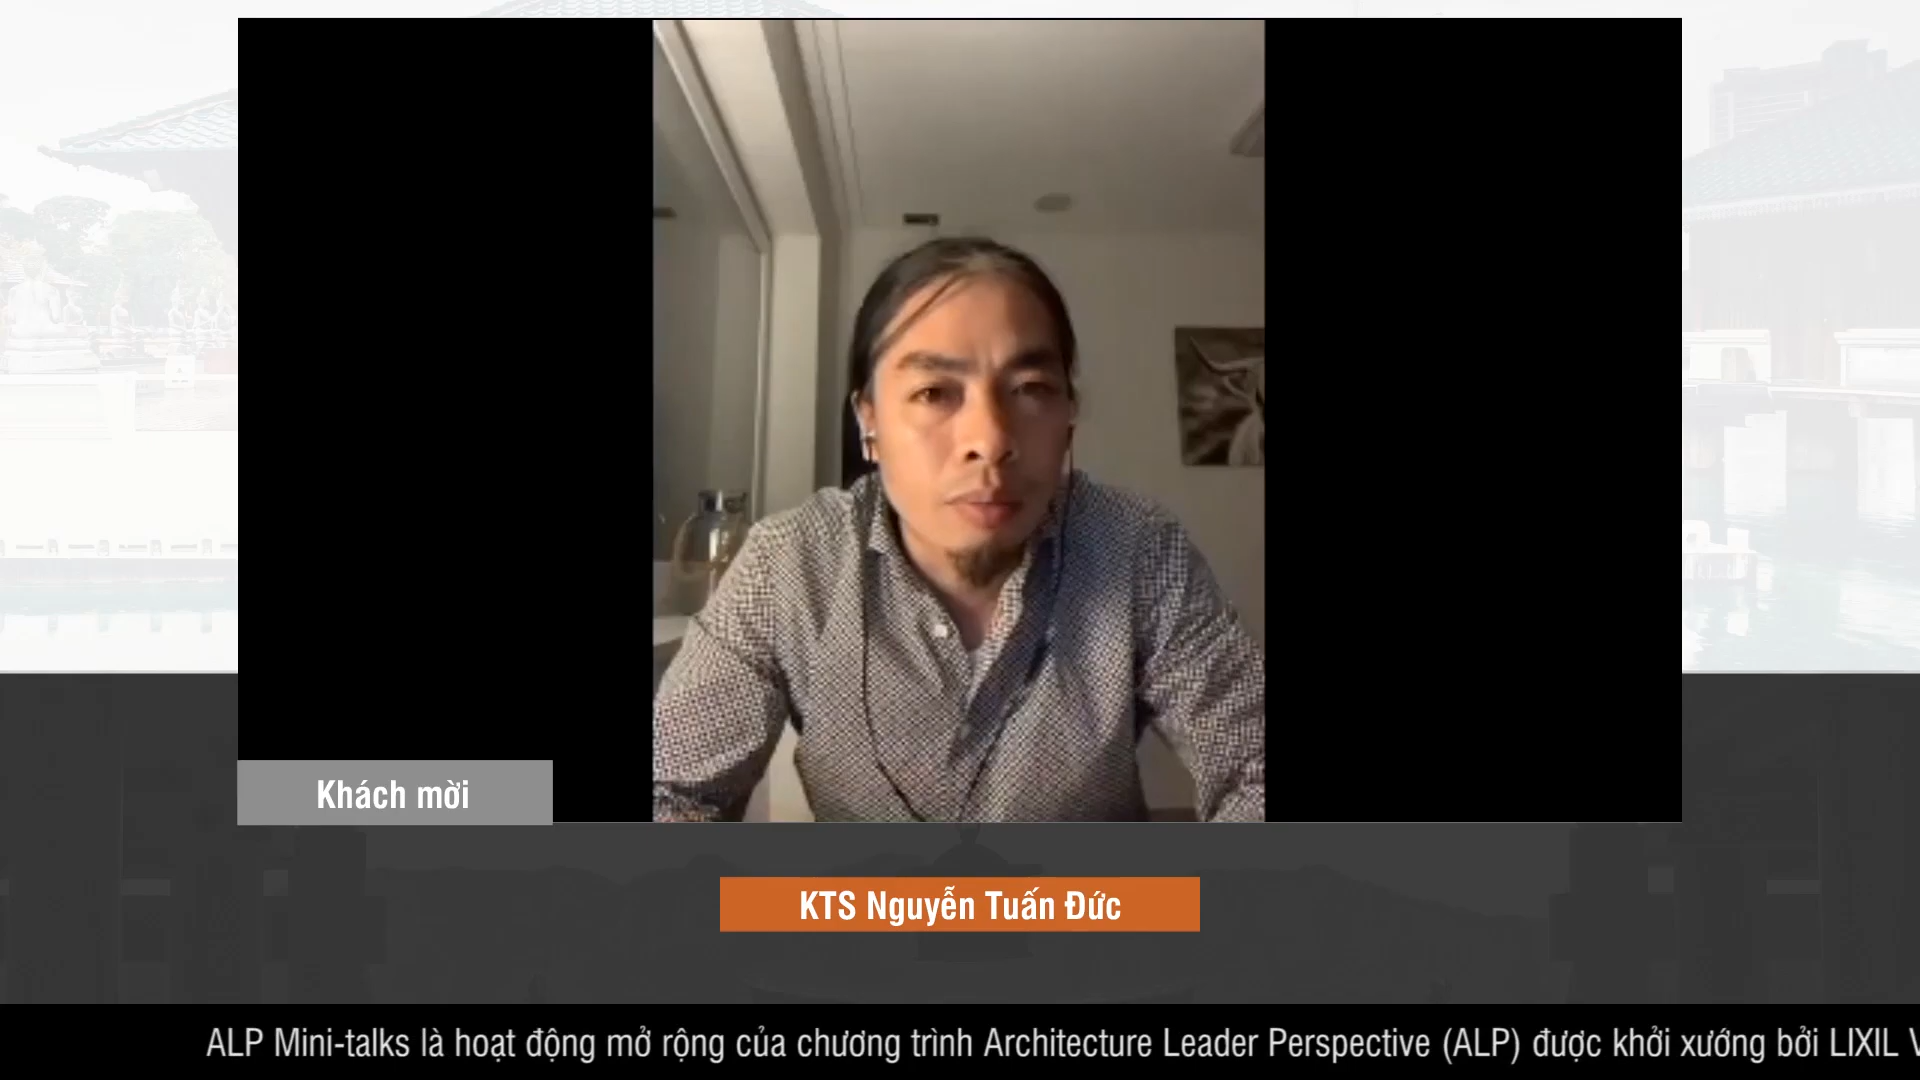 Khách mời
KTS Nguyễn Tuấn Đức
ALP Mini-talks là hoạt động mở rộng của chương trình Architecture Leader Perspective (ALP) được khởi xướng bởi LIXIL